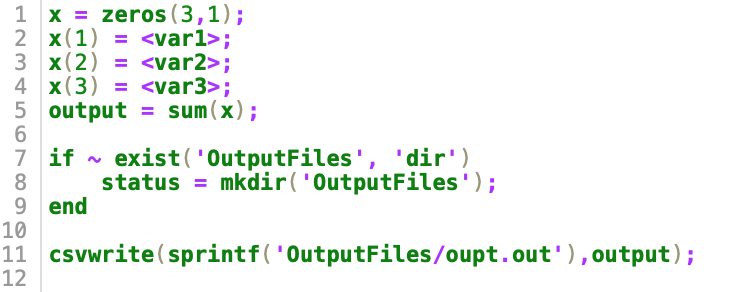 1 x = zeros(3,1);
2 x(1) = <var1>;
3 x(2) = <var2>;
4 x(3) = <var3>;
5 output = sum(x);
6
7 if ~ exist('OutputFiles', 'dir')
8     status = mkdir('OutputFiles');
9 end
10
11 csvwrite(sprintf('OutputFiles/oupt.out'),output);
12